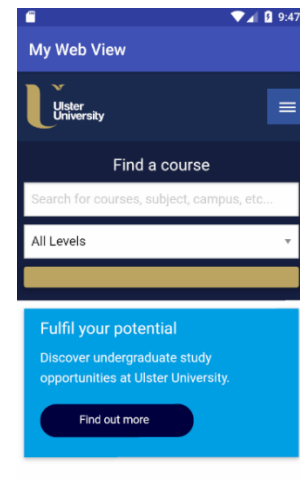 9:47
My Web View
Ulster
University
Find a course
Search for courses, subject, campus, etc...
All Levels
Fulfil your potential
Discover undergraduate study
opportunities at Ulster University.
Find out more